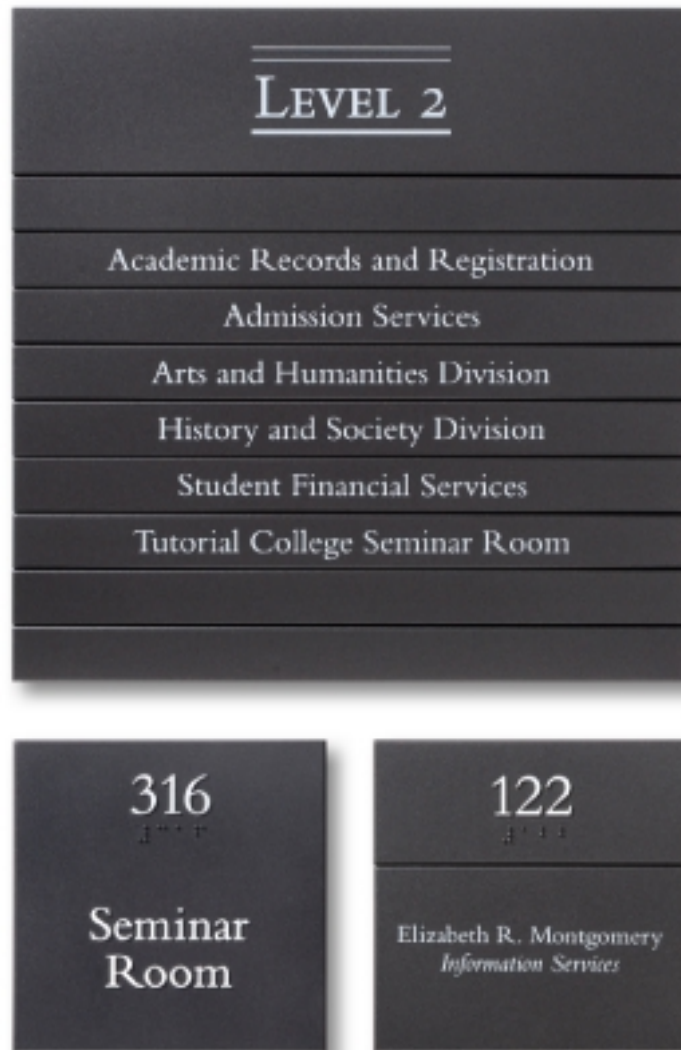 LEVEL 2
Academic Records and Registration
Admission Services
Arts and Humanities Division
History and Society Division
Student Financial Services
Tutorial College Seminar Room
316
Seminar
Room
122
Elizabeth R. Montgomery
Information Services